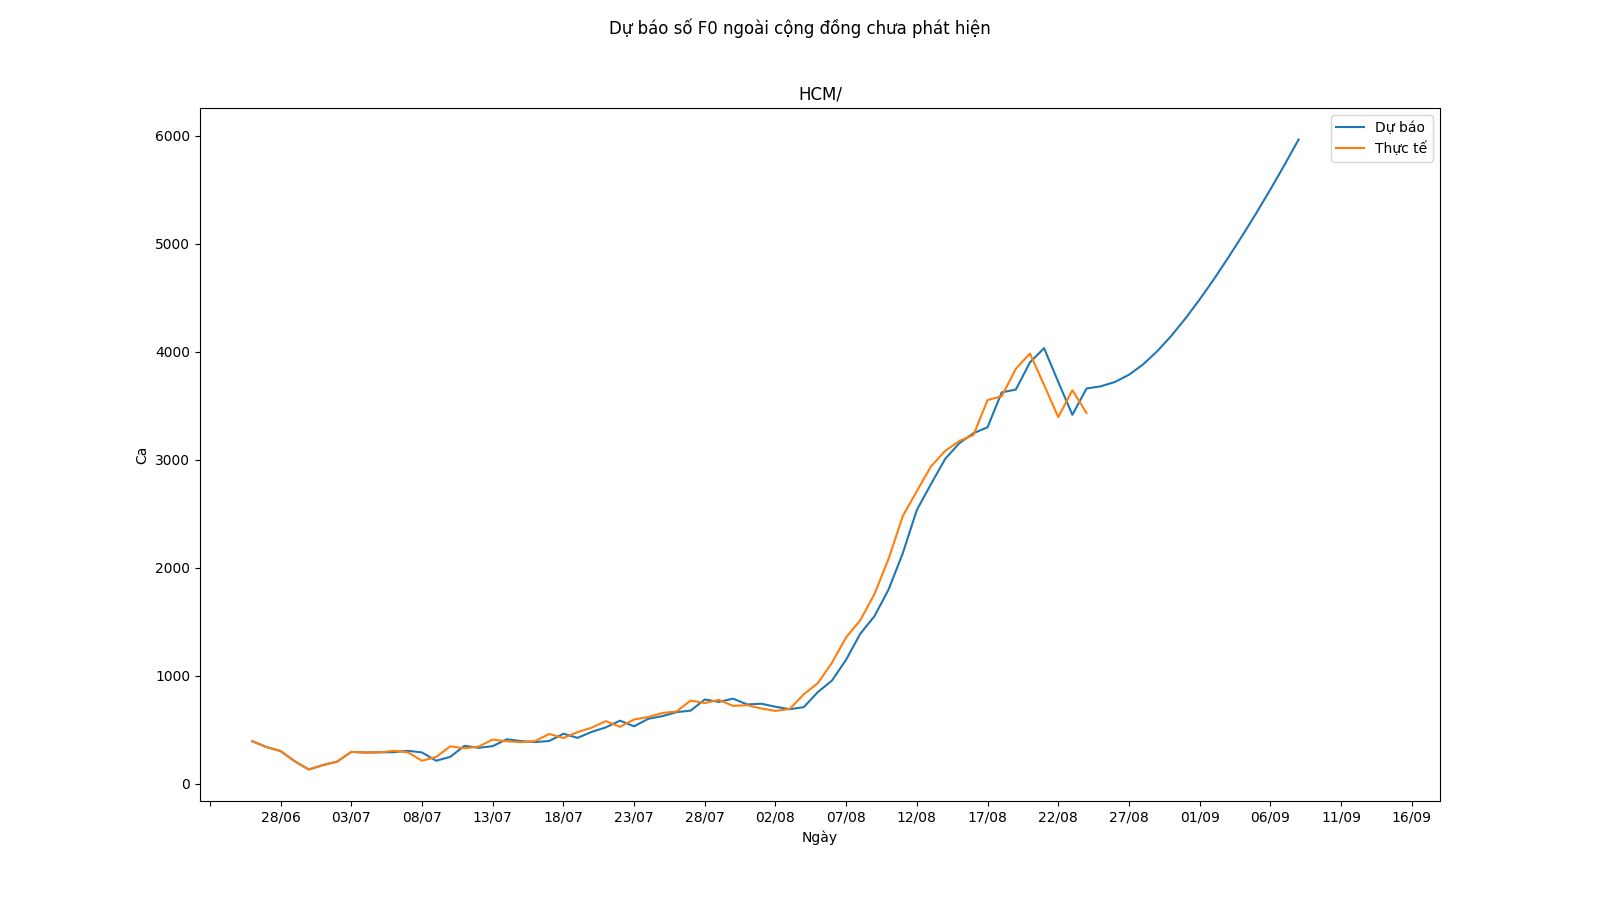 Dự báo số F0 ngoài cộng đồng chưa phát hiện
HCM/
Dự báo
Thực tế
6000
5000
4000
3000
2000
1000
0
Ca
28/06 03/07 08/07 13/07 18/07 23/07 28/07 02/08 07/08 12/08 17/08 22/08 27/08 01/09 06/09 11/09 16/09
Ngày